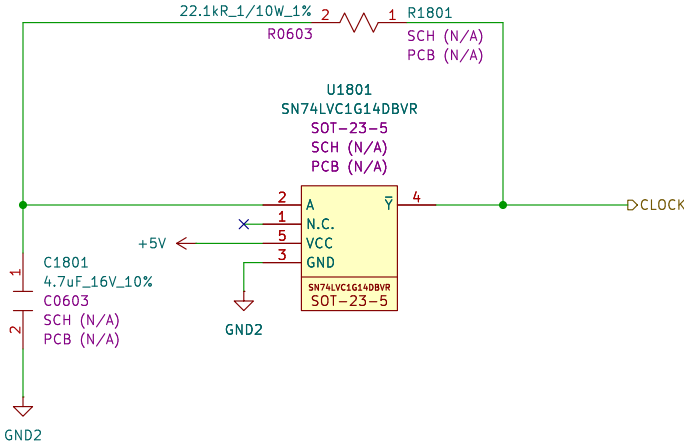 22.1kR_1/10W_1% 2 1 R1801
R0603 SCH (N/A)
PCB (N/A)
U1801
SN74LVC1G14DBVR
SOT-23-5
SCH (N/A)
PCB (N/A)
2 A Y 4 CLOCK
1 N.C.
+5V 5 VCC
3 GND
SN74LVC1G14DBVR
SOT-23-5
GND2
C1801
1 4.7uF_16V_10%
C0603
2 SCH (N/A)
PCB (N/A)
GND2